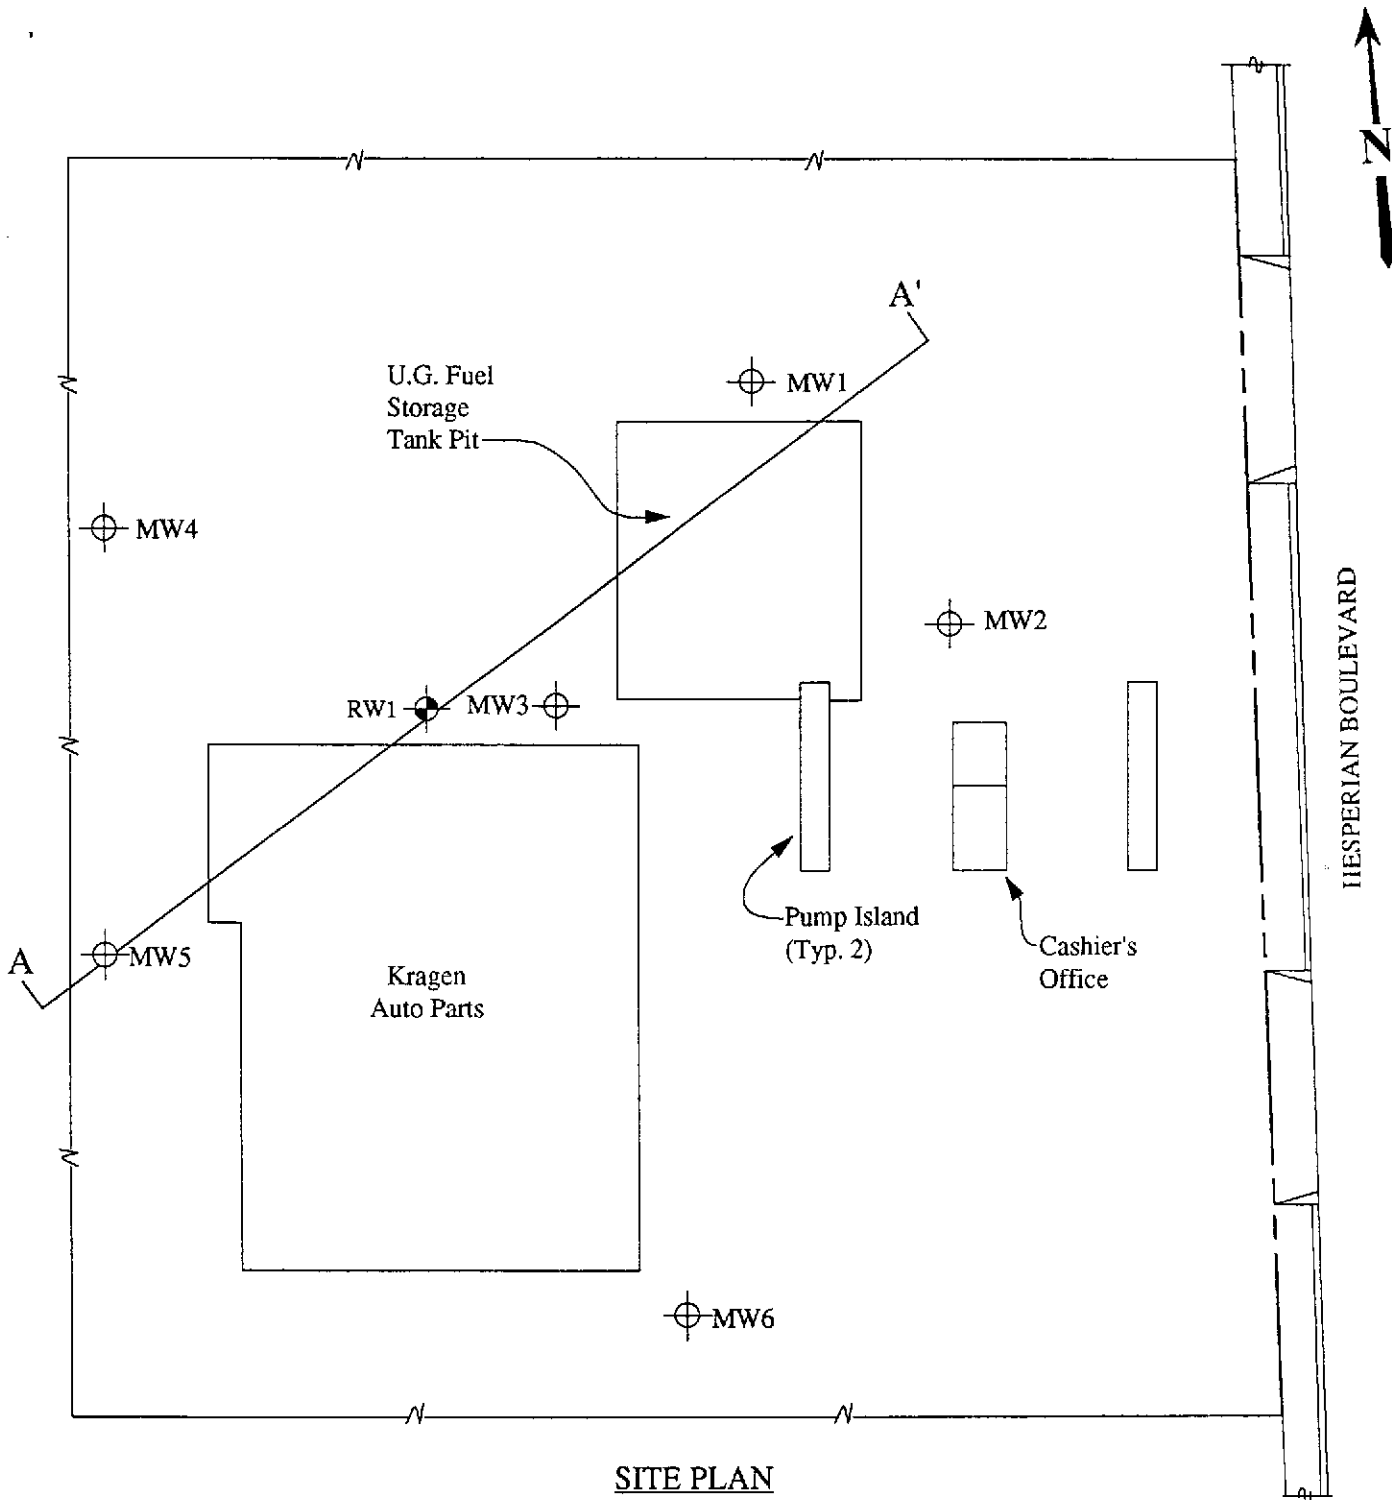 N
A'
U.G. Fuel
Storage
Tank Pit
MW1
MW4
MW2
RW1
MW3
HESPERIAN BOULEVARD
Pump Island
(Typ. 2)
Cashier's
Office
A
MW5
Kragen
Auto Parts
MW6
SITE PLAN